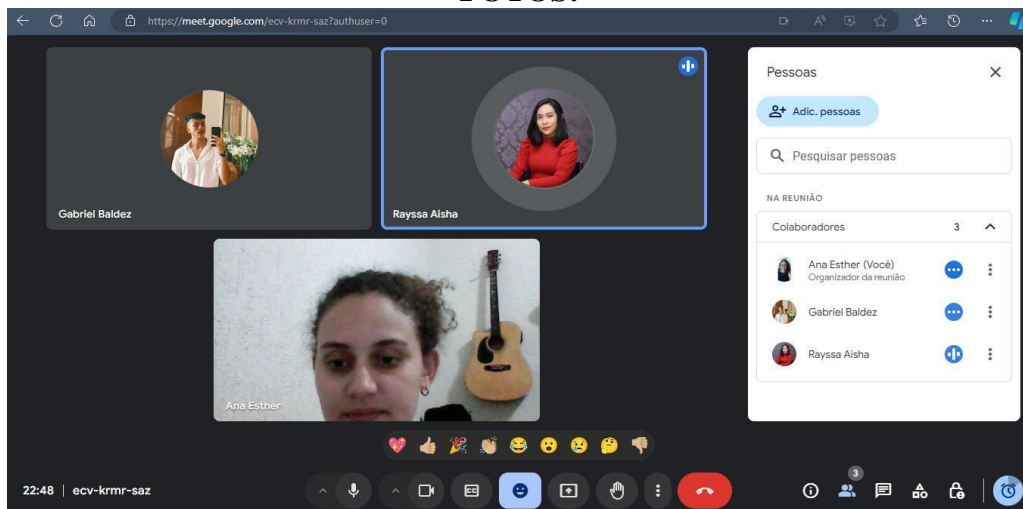 https://meet.google.com/ecv-krmr-saz?authuser=0
Gabriel Baldez
Rayssa Aisha
Ana Esther
Pessoas
Adic. pessoas
Pesquisar pessoas
NA REUNIÃO
Colaboradores 3
Ana Esther (Você)
Organizador da reunião
Gabriel Baldez
Rayssa Aisha
22:48 | ecv-krmr-saz
CC
3